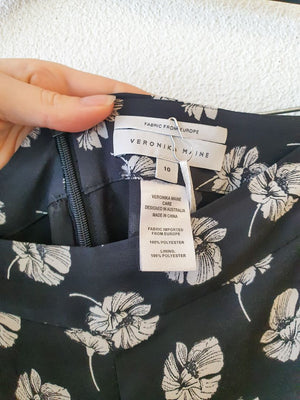 FABRIC FROM EUROPE
VERONIKA MAINE
10
VERONIKA MAINE
CARE
DESIGNED IN AUSTRALIA
MADE IN CHINA
FABRIC IMPORTED
FROM EUROPE
100% POLYESTER
LINING:
100% POLYESTER